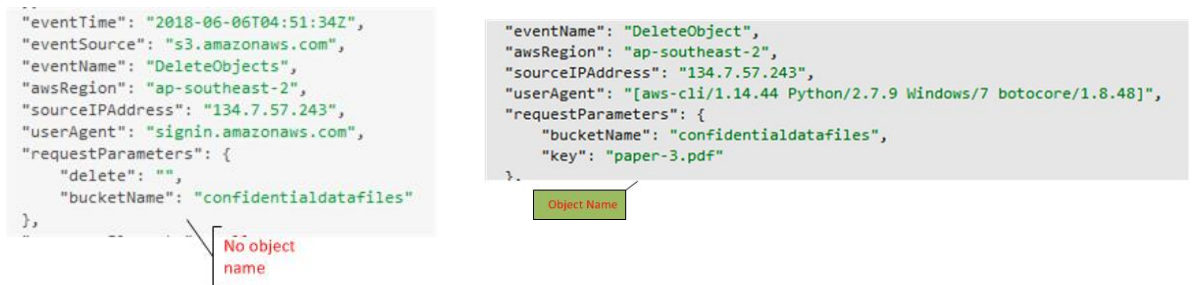 "eventTime": "2018-06-06T04:51:34Z",
"eventSource": "s3.amazonaws.com",
"eventName": "DeleteObjects",
"awsRegion": "ap-southeast-2",
"sourceIPAddress": "134.7.57.243",
"userAgent": "signin.amazonaws.com",
"requestParameters": {
"delete": "",
"bucketName": "confidentialdatafiles"
},
No object
name
"eventName": "DeleteObject",
"awsRegion": "ap-southeast-2",
"sourceIPAddress": "134.7.57.243",
"userAgent": "[aws-cli/1.14.44 Python/2.7.9 Windows/7 botocore/1.8.48]",
"requestParameters": {
"bucketName": "confidentialdatafiles",
"key": "paper-3.pdf"
},
Object Name